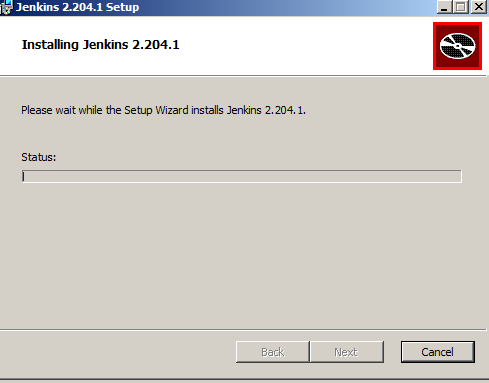 Jenkins 2.204.1 Setup
Installing Jenkins 2.204.1
Please wait while the Setup Wizard installs Jenkins 2.204.1.
Status:
Back
Next
Cancel